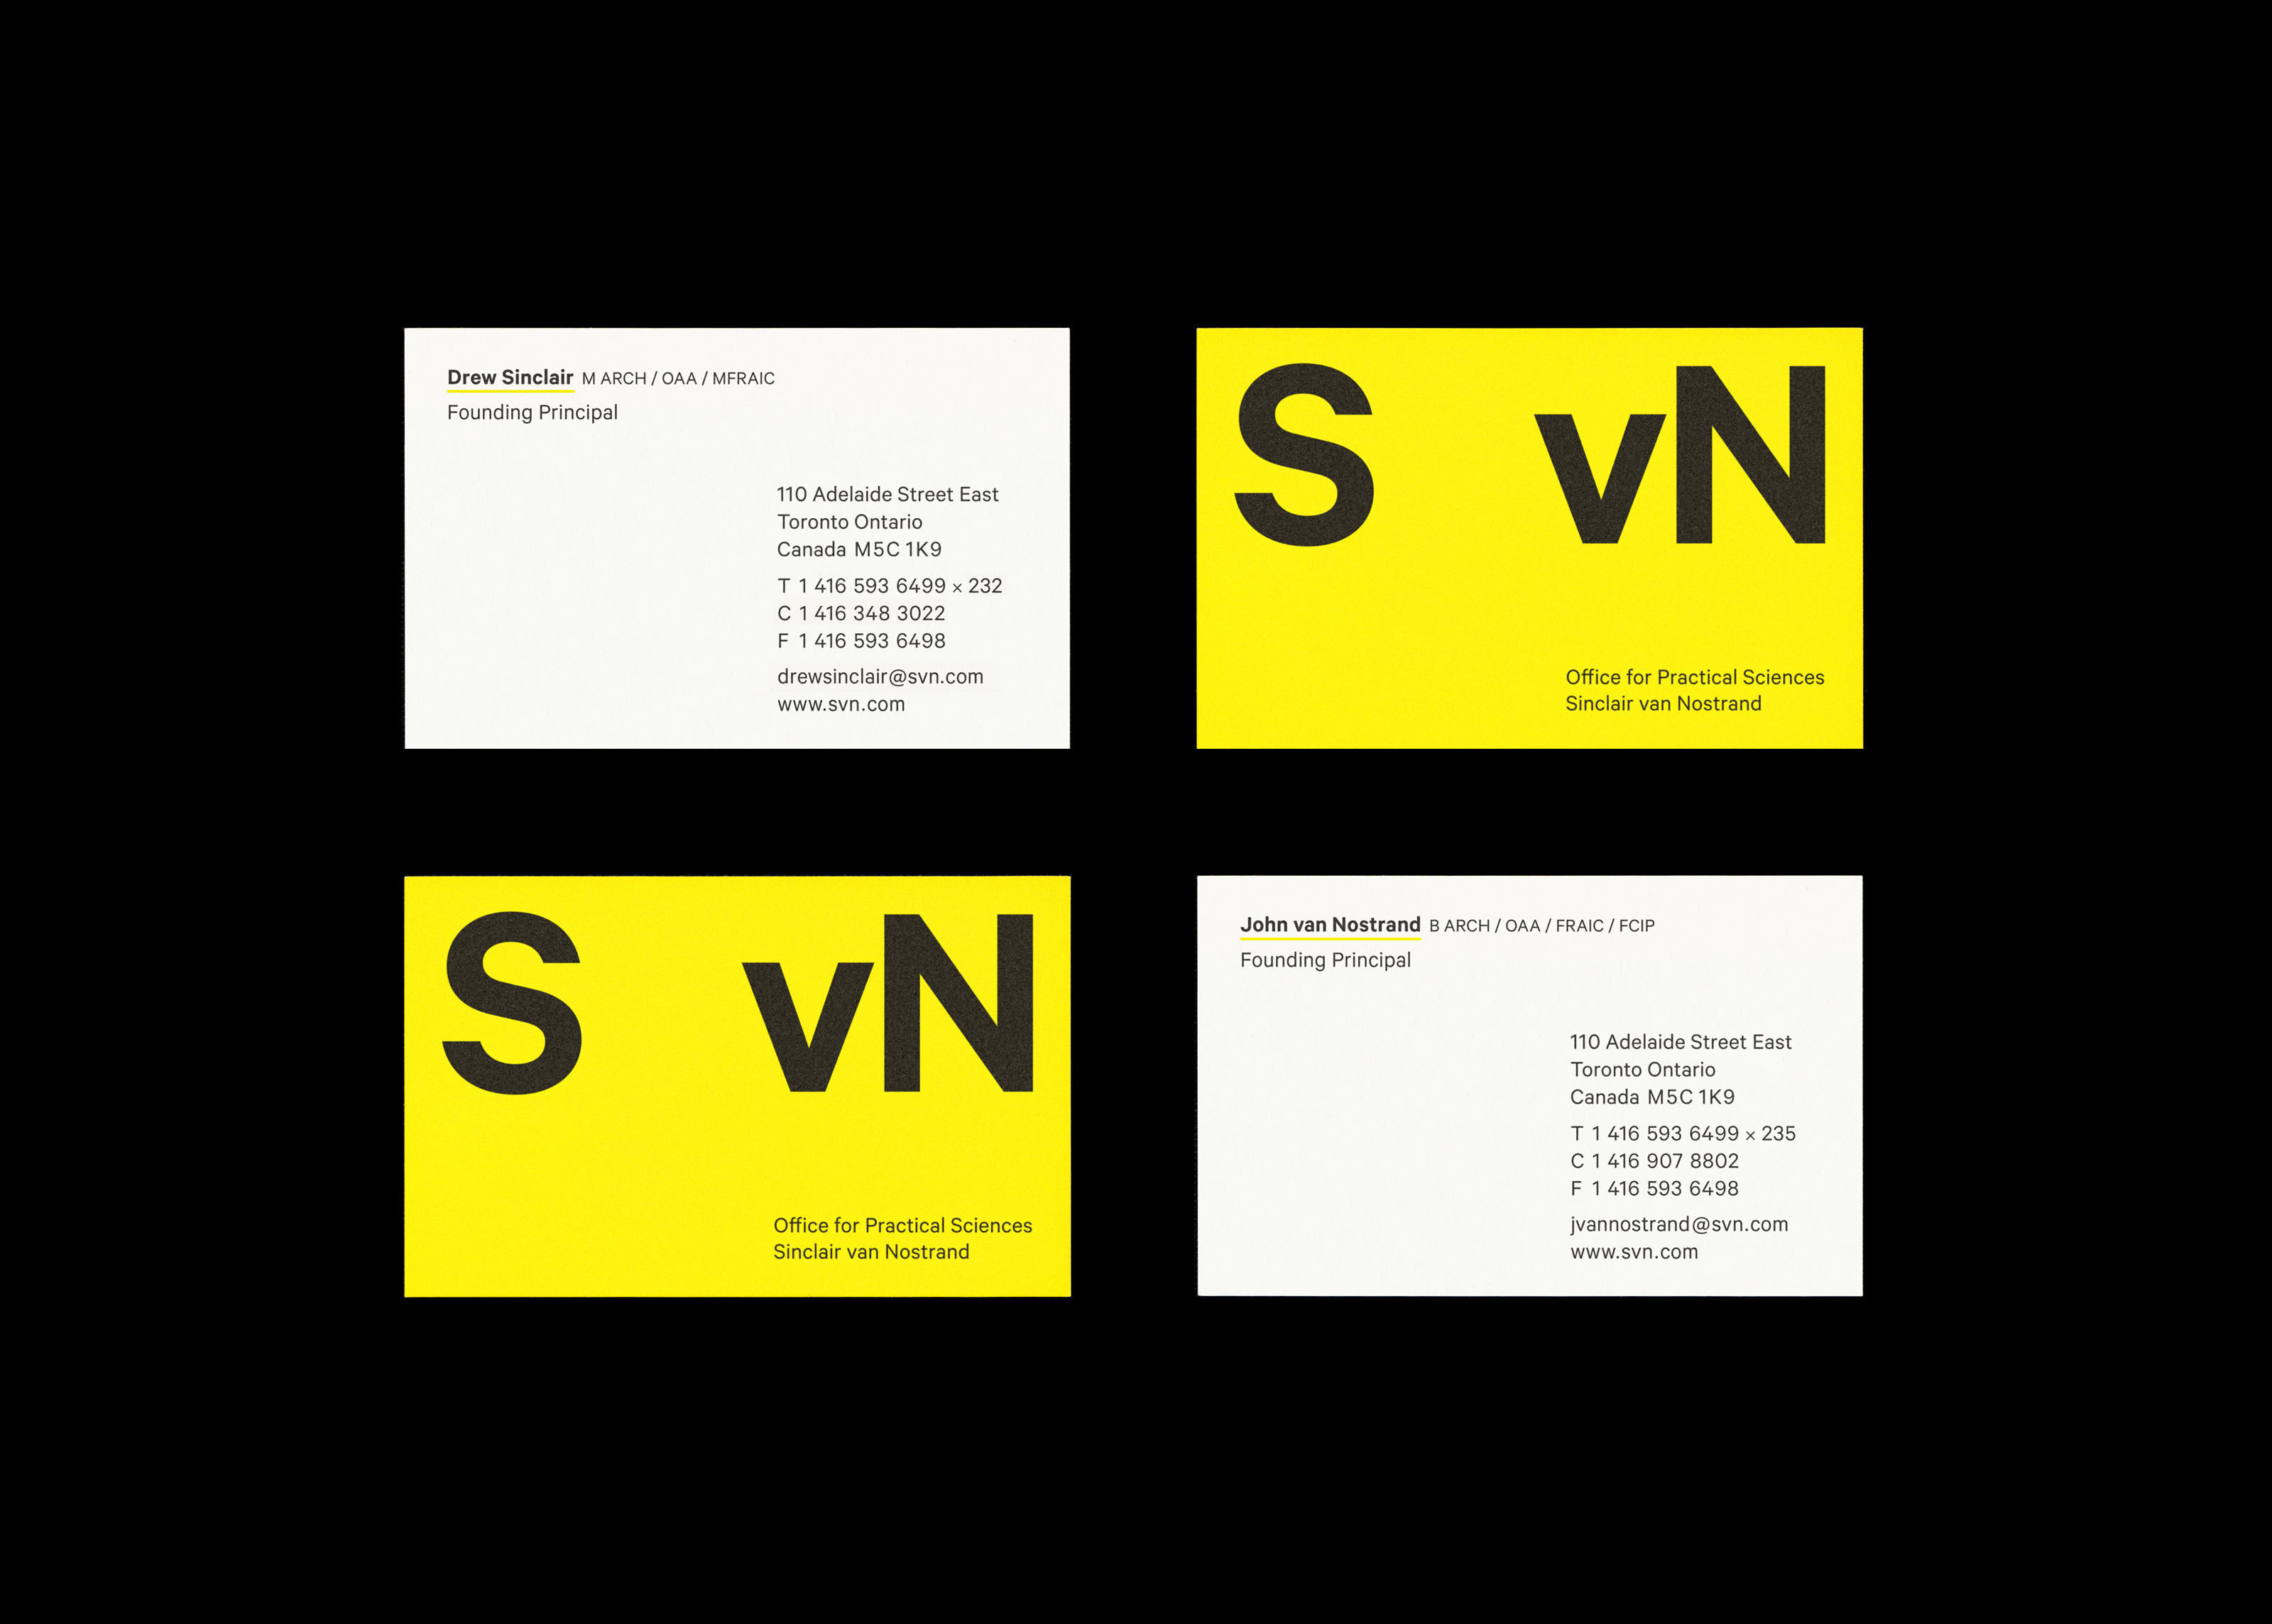 Drew Sinclair M ARCH / OAA / MFRAIC
Founding Principal
110 Adelaide Street East
Toronto Ontario
Canada M5C 1K9
T 1 416 593 6499 × 232
C 1 416 348 3022
F 1 416 593 6498
drewsinclair@svn.com
www.svn.com
S vN
Office for Practical Sciences
Sinclair van Nostrand
S vN
Office for Practical Sciences
Sinclair van Nostrand
John van Nostrand B ARCH / OAA / FRAIC / FCIP
Founding Principal
110 Adelaide Street East
Toronto Ontario
Canada M5C 1K9
T 1 416 593 6499 × 235
C 1 416 907 8802
F 1 416 593 6498
jvannostrand@svn.com
www.svn.com